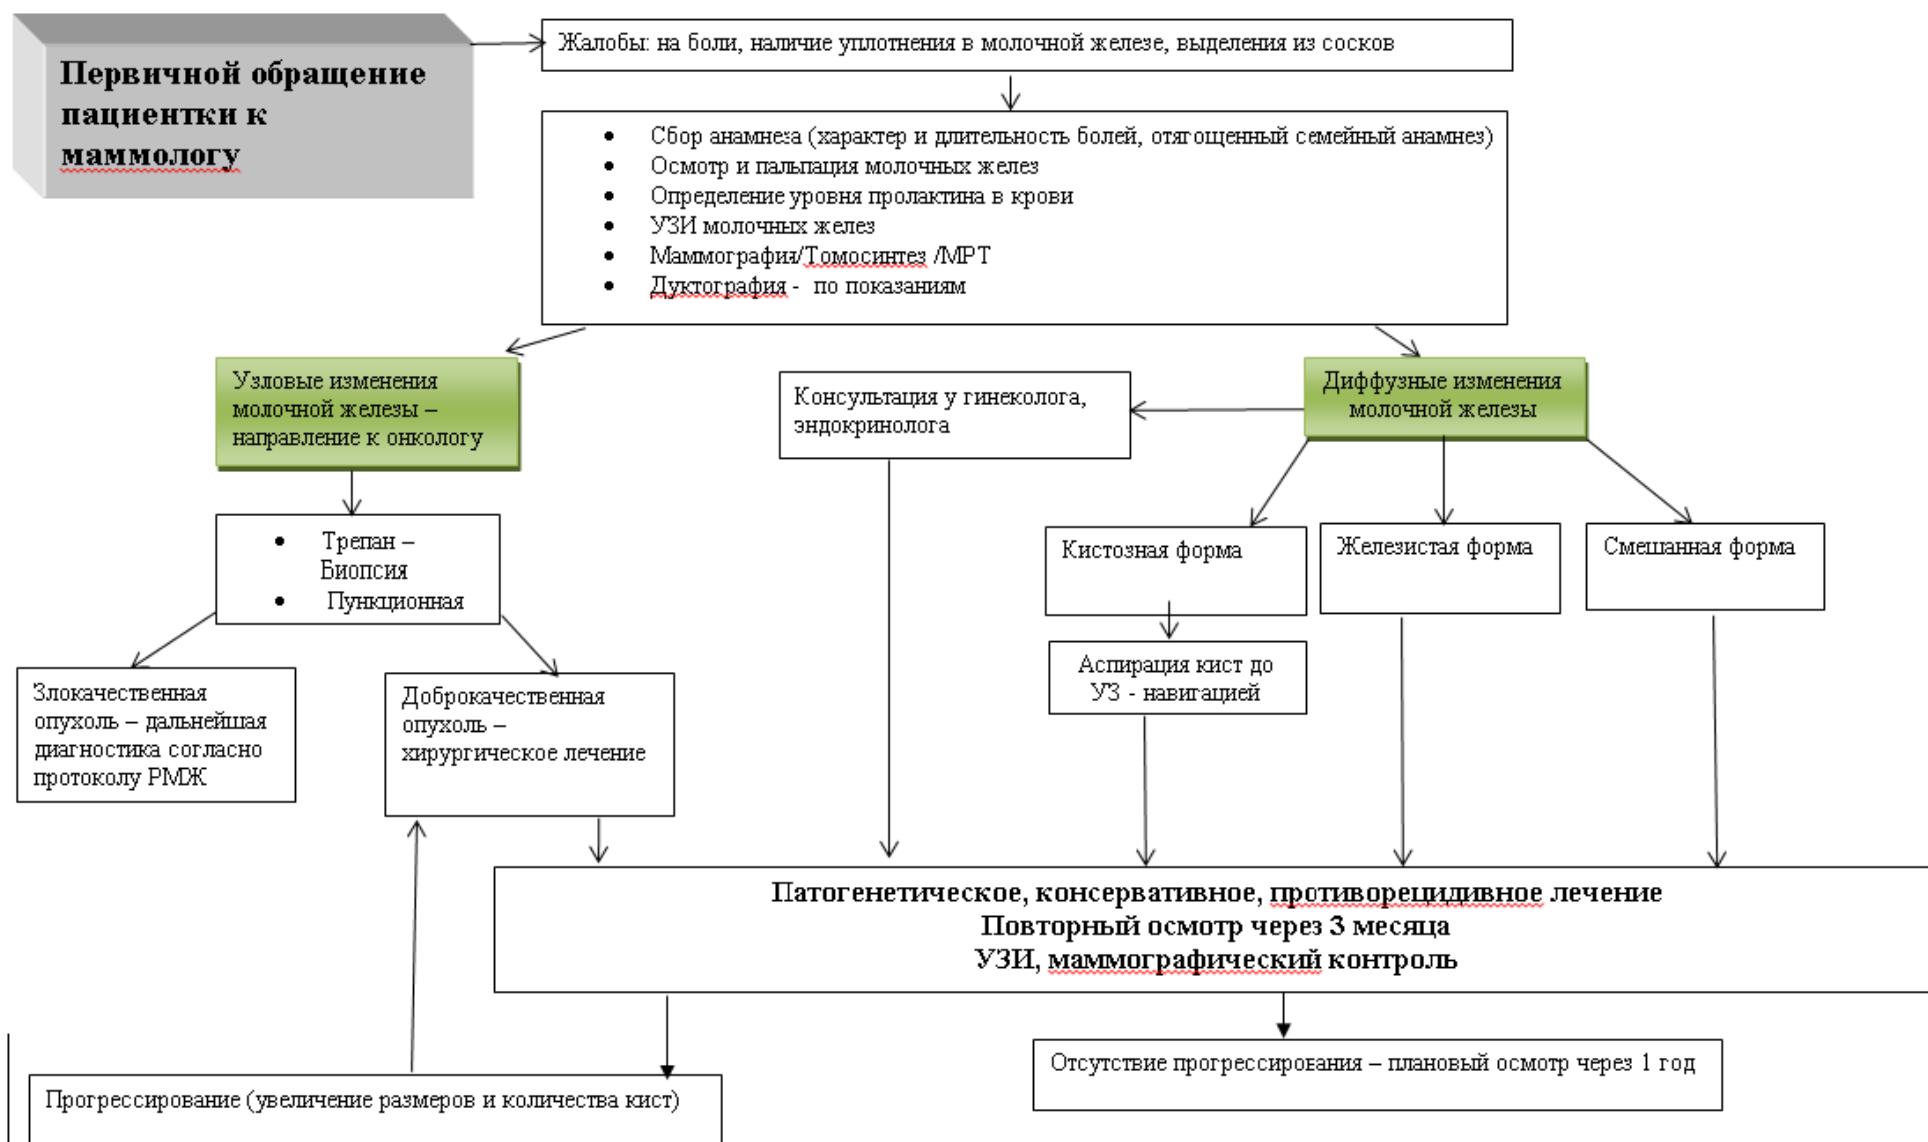 Первичной обращение
пациентки к
маммологу
Жалобы: на боли, наличие уплотнения в молочной железе, выделения из сосков
• Сбор анамнеза (характер и длительность болей, отягощенный семейный анамнез)
• Осмотр и пальпация молочных желез
• Определение уровня пролактина в крови
• УЗИ молочных желез
• Маммография/Томосинтез /МРТ
• Дуктография - по показаниям
Узловые изменения
молочной железы –
направление к онкологу
Консультация у гинеколога,
эндокринолога
Диффузные изменения
молочной железы
• Трепан –
Биопсия
• Пункционная
Кистозная форма
Железистая форма
Смешанная форма
Аспирация кист до
УЗ - навигацией
Злокачественная
опухоль – дальнейшая
диагностика согласно
протоколу РМЖ
Доброкачественная
опухоль –
хирургическое лечение
Патогенетическое, консервативное, противорецидивное лечение
Повторный осмотр через 3 месяца
УЗИ, маммографический контроль
Отсутствие прогрессирования – плановый осмотр через 1 год
Прогрессирование (увеличение размеров и количества кист)